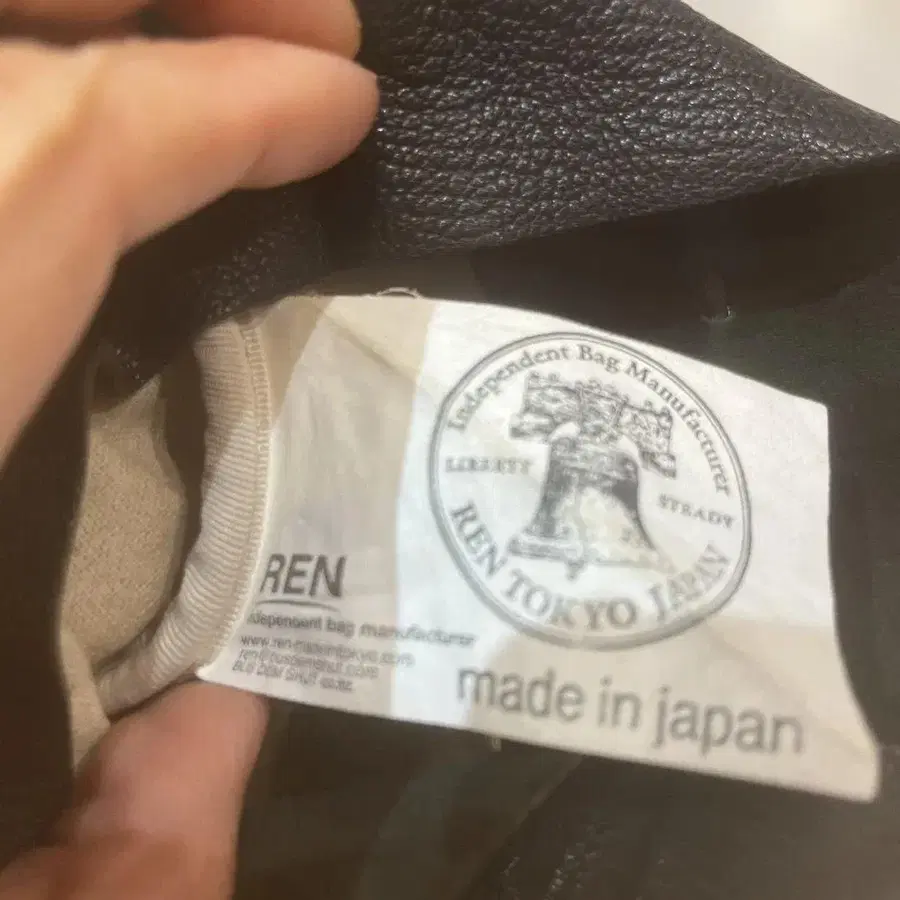 Independent Bag Manufacturer
LIBERTY
STEADY
REN TOKYO JAPAN
REN
independent bag manufacturer
made in japan